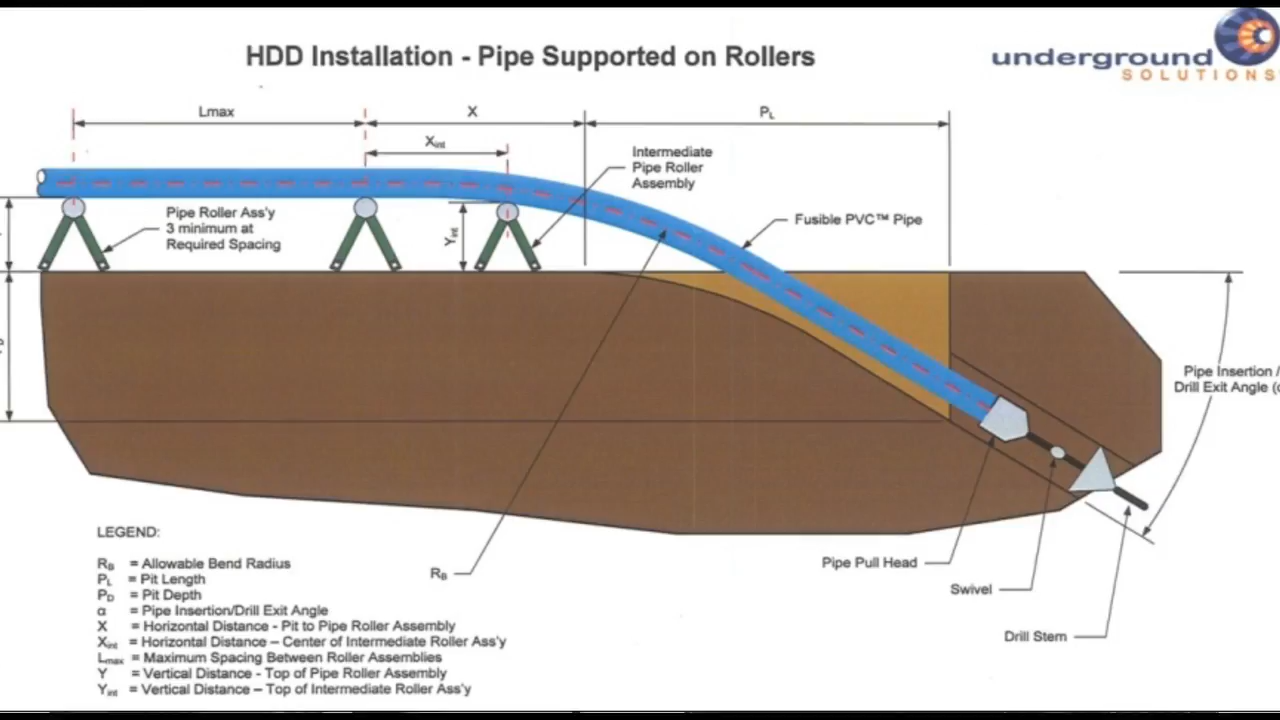 HDD Installation - Pipe Supported on Rollers
underground
SOLUTIONS
Lmax
X
PL
Xint
Intermediate
Pipe Roller
Assembly
Pipe Roller Ass'y
3 minimum at
Required Spacing
Yint
Fusible PVC™ Pipe
Pipe Insertion /
Drill Exit Angle (
RB
Pipe Pull Head
Swivel
Drill Stem
LEGEND:
RB = Allowable Bend Radius
PL = Pit Length
PD = Pit Depth
α = Pipe Insertion/Drill Exit Angle
X = Horizontal Distance - Pit to Pipe Roller Assembly
Xint = Horizontal Distance – Center of Intermediate Roller Ass'y
Lmax = Maximum Spacing Between Roller Assemblies
Y = Vertical Distance - Top of Pipe Roller Assembly
Yint = Vertical Distance – Top of Intermediate Roller Ass'y